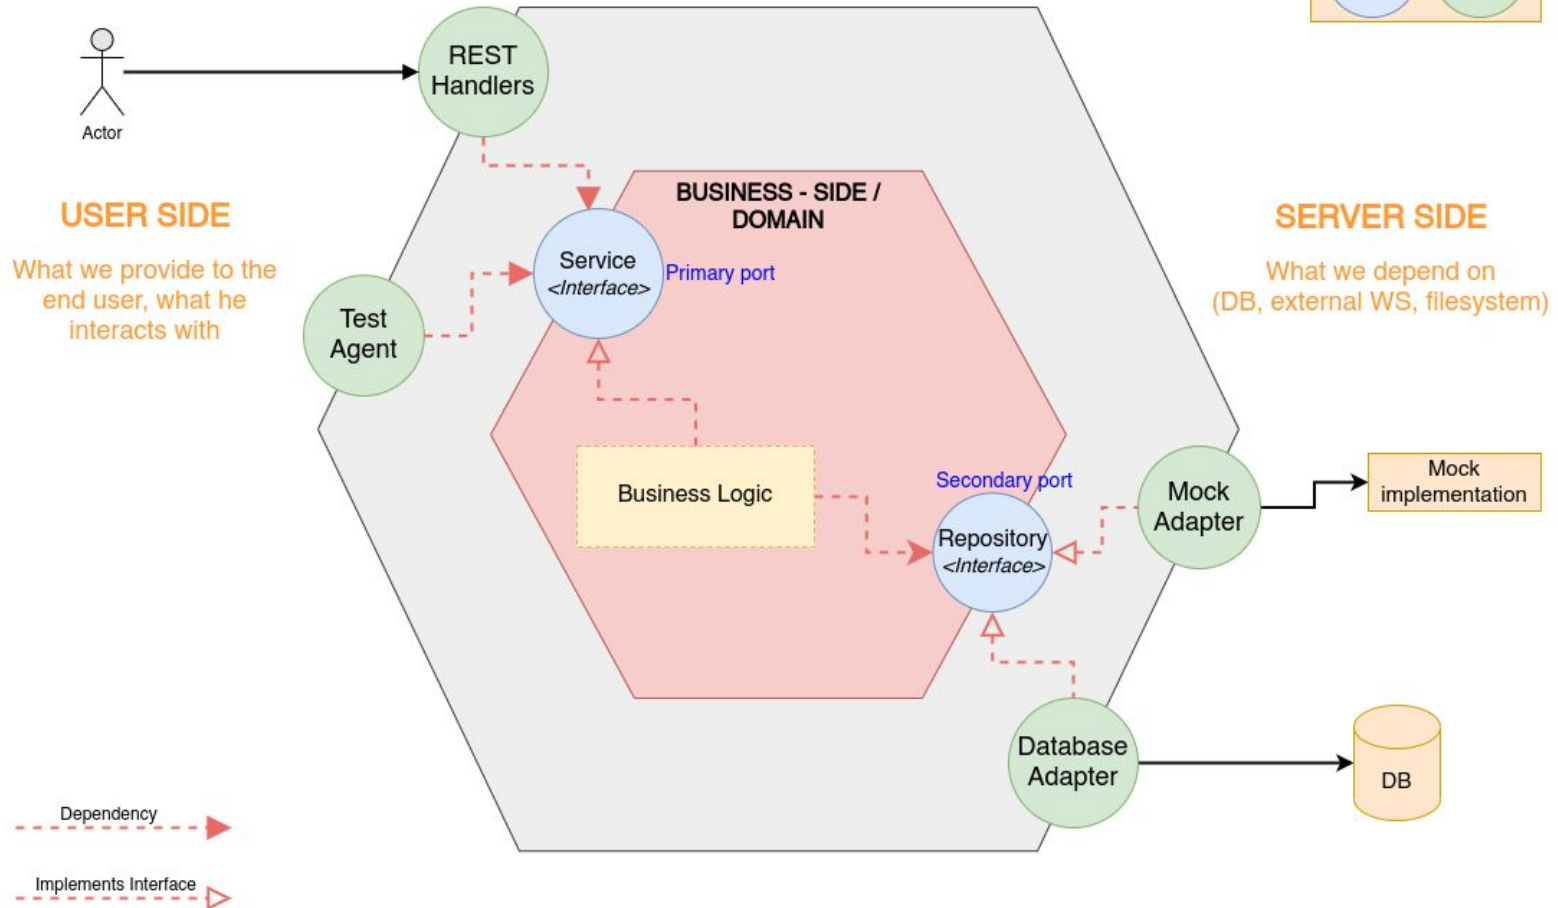 REST
Handlers
Actor
USER SIDE
What we provide to the
end user, what he
interacts with
BUSINESS - SIDE /
DOMAIN
SERVER SIDE
What we depend on
(DB, external WS, filesystem)
Service
<Interface>
Primary port
Test
Agent
Business Logic
Secondary port
Repository
<Interface>
Mock
Adapter
Mock
implementation
Database
Adapter
DB
Dependency
Implements Interface